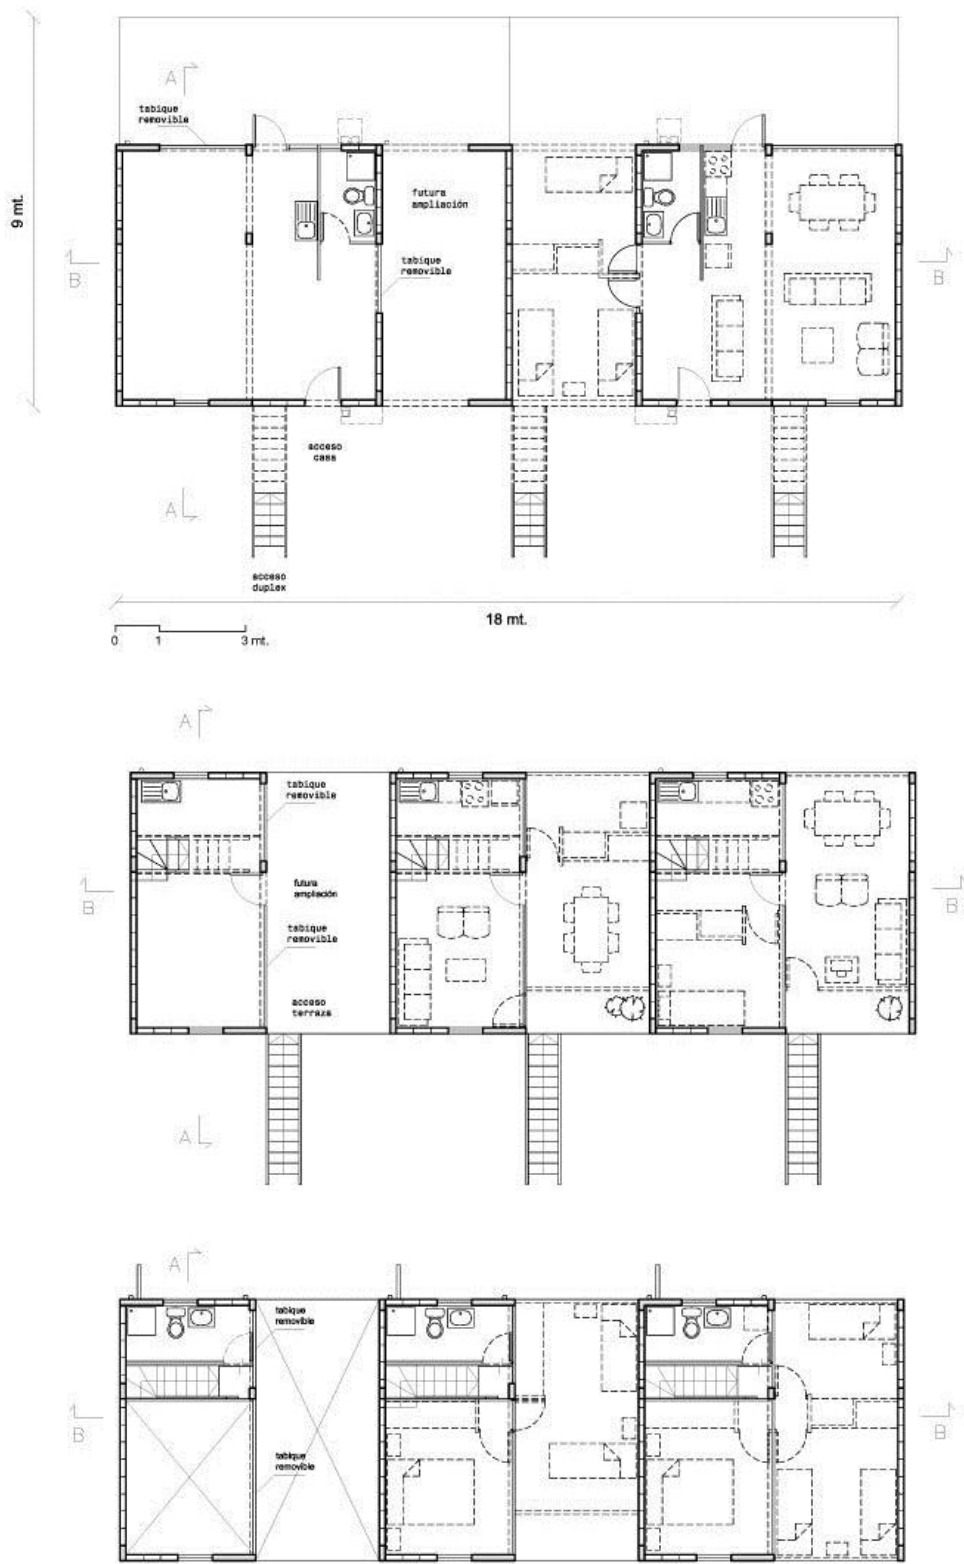 A
tabique
removible
9 mt.
futura
ampliación
tabique
removible
B
B
acceso
casa
A
acceso
duplex
18 mt.
0 1 3 mt.
A
tabique
removible
futura
ampliación
B
B
tabique
removible
acceso
terraza
A
A
tabique
removible
B
B
tabique
removible